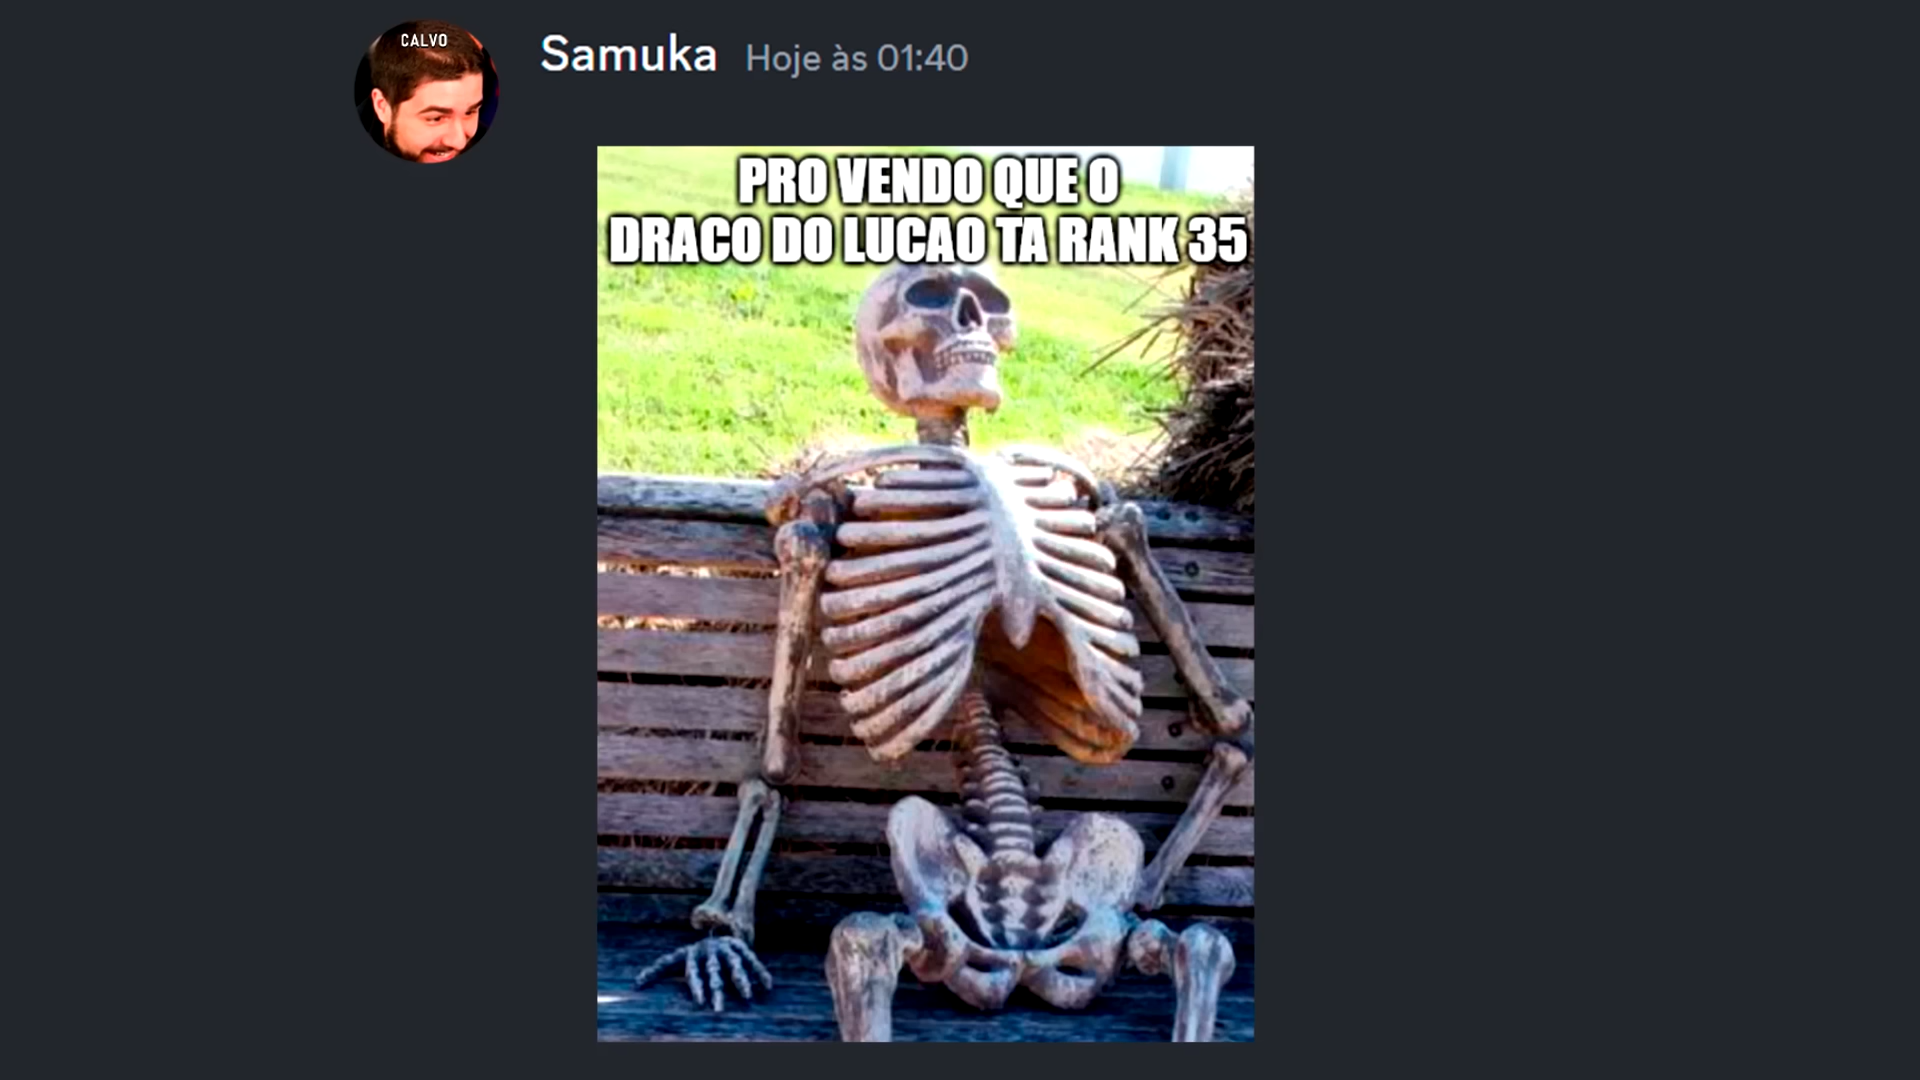 CALVO
Samuka Hoje às 01:40
PRO VENDO QUE O
DRACO DO LUCAO TA RANK 35